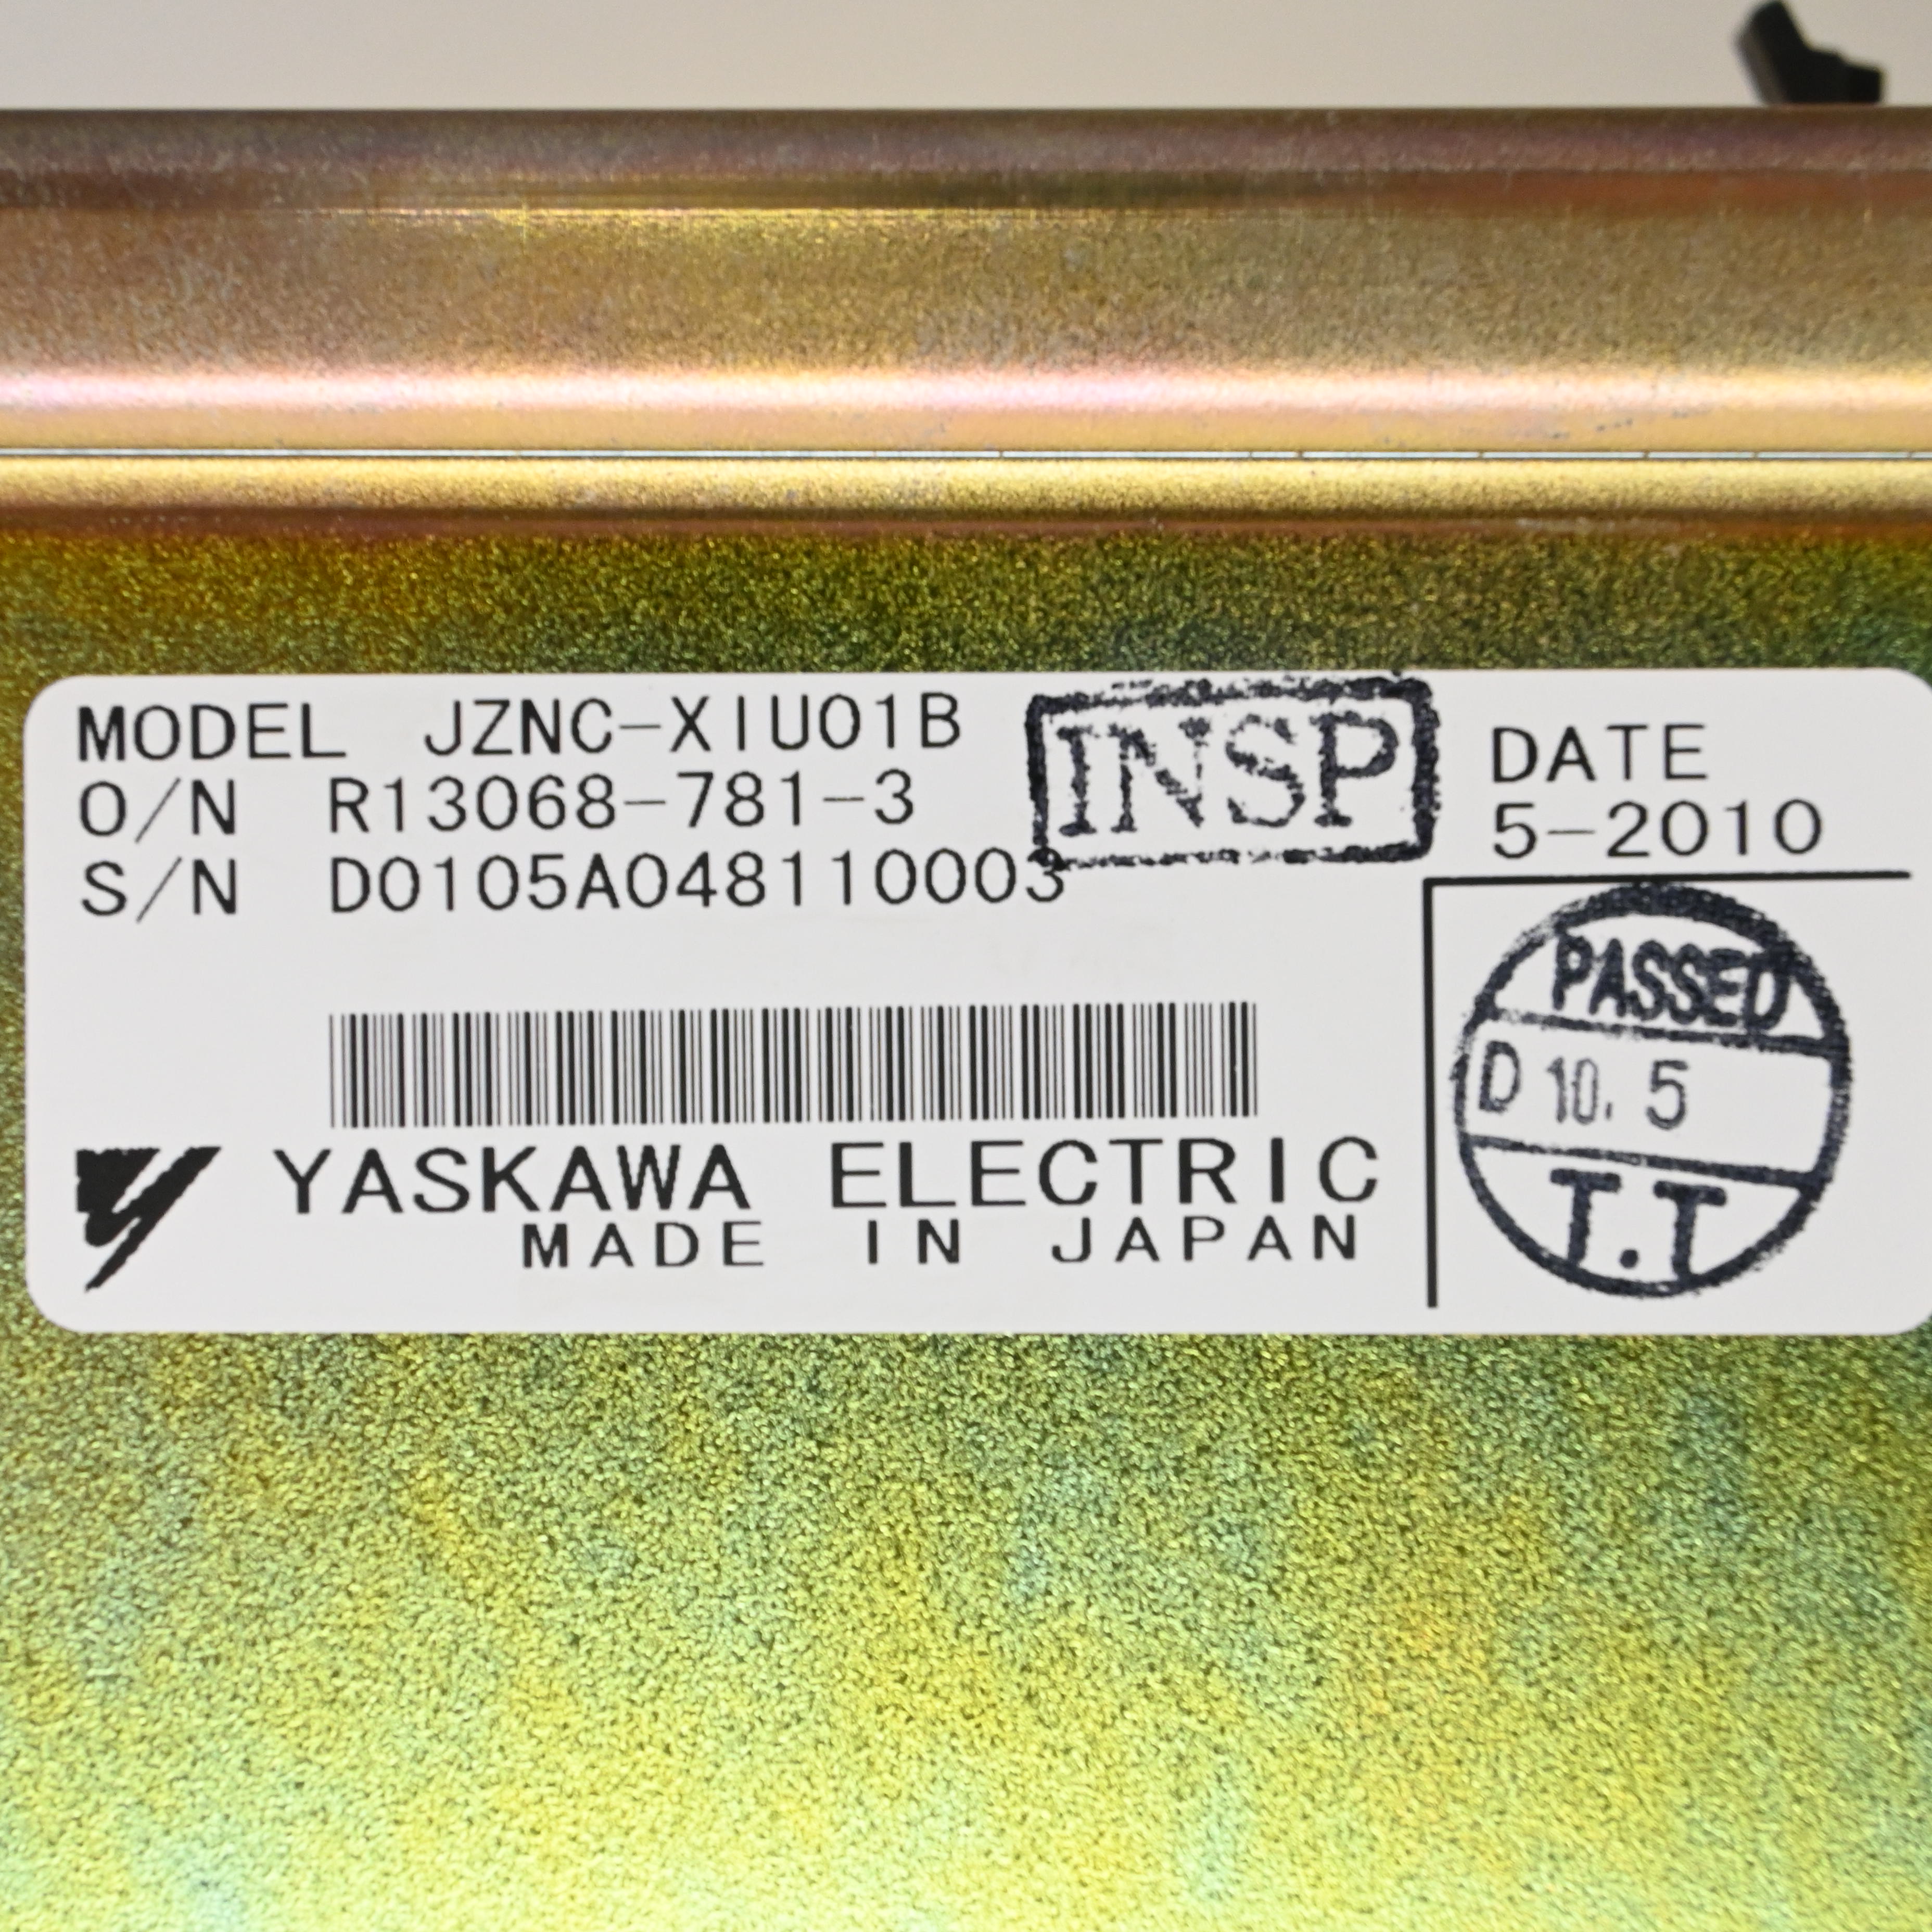 MODEL JZNC-XIU01B
O/N R13068-781-3
S/N D0105A048110003
INSP
DATE
5-2010
PASSED
D 10. 5
T.T
YASKAWA ELECTRIC
MADE IN JAPAN